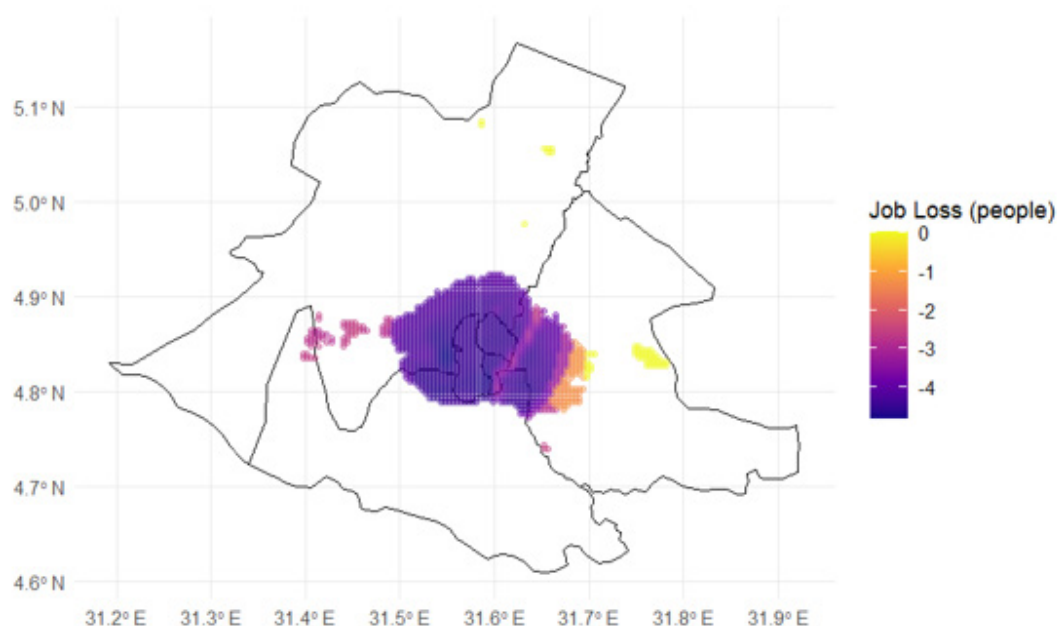 5.1° N
5.0° N
4.9° N
4.8° N
4.7° N
4.6° N
31.2° E 31.3° E 31.4° E 31.5° E 31.6° E 31.7° E 31.8° E 31.9° E
Job Loss (people)
0
-1
-2
-3
-4